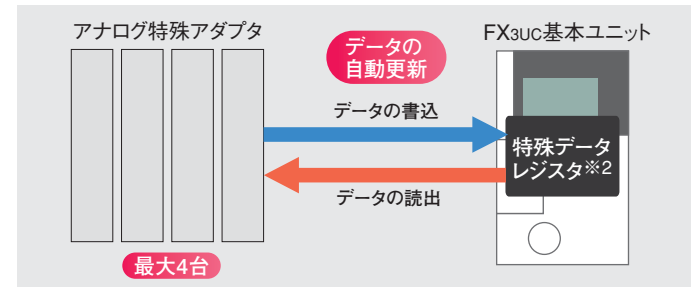 アナログ特殊アダプタ
データの
自動更新
FX3UC基本ユニット
データの書込
特殊データ
レジスタ※2
データの読出
最大4台